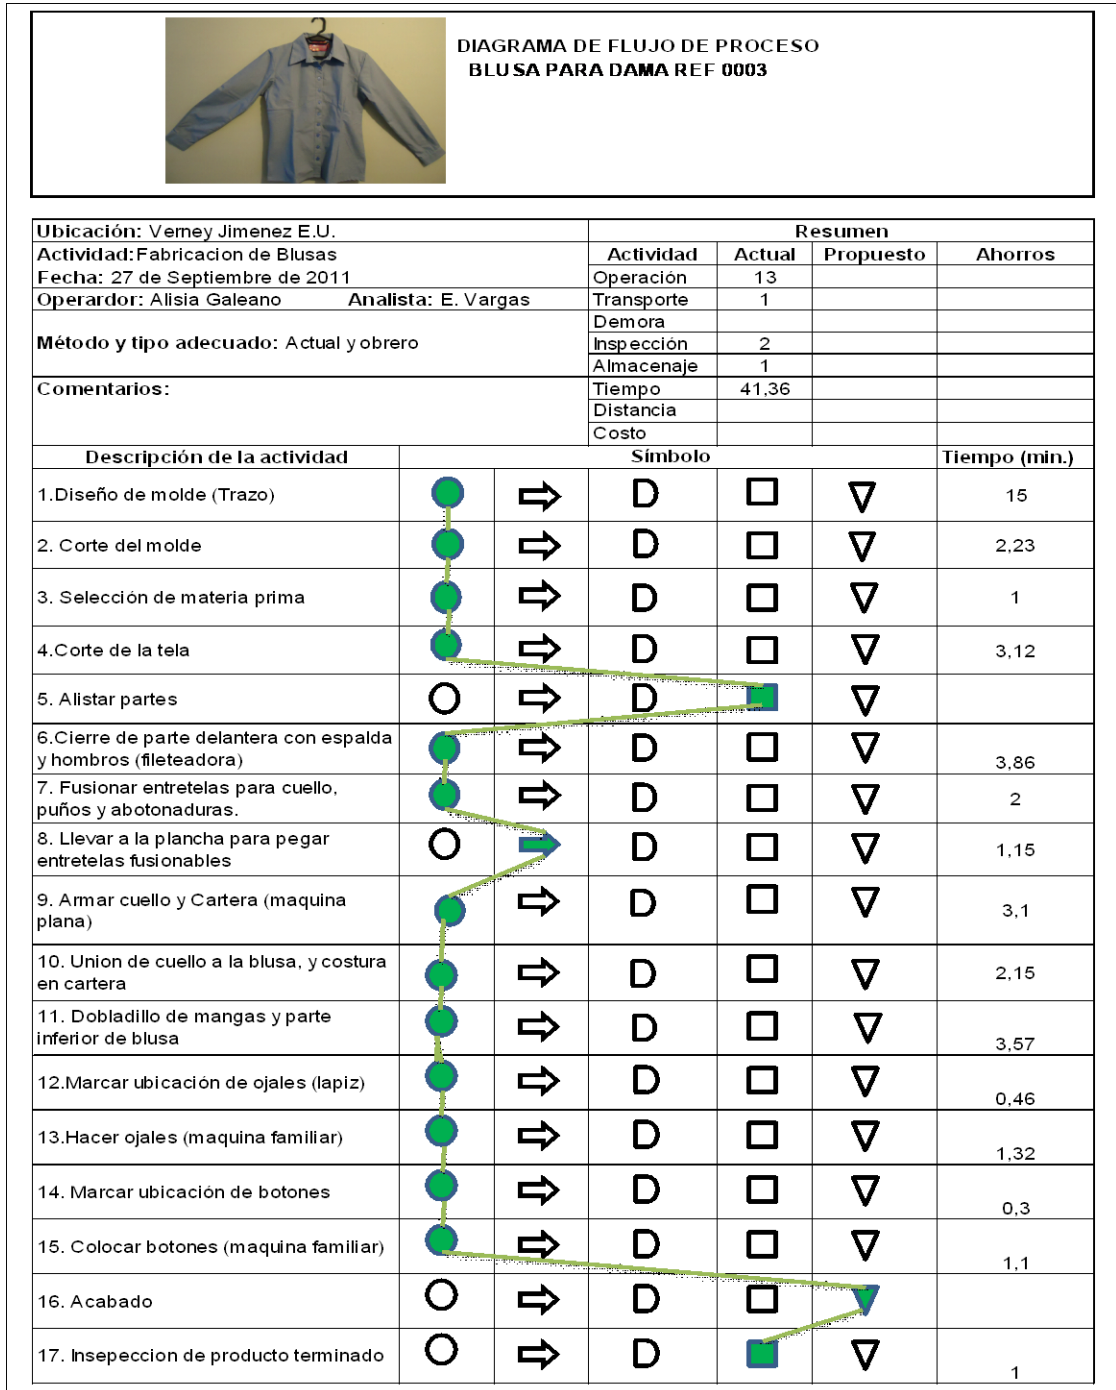 DIAGRAMA DE FLUJO DE PROCESO
BLUSA PARA DAMA REF 0003
Ubicación: Verney Jimenez E.U.
Resumen
Actividad:Fabricacion de Blusas
Actividad Actual Propuesto Ahorros
Fecha: 27 de Septiembre de 2011
Operación 13
Operardor: Alisia Galeano Analista: E. Vargas
Transporte 1
Demora
Método y tipo adecuado: Actual y obrero
Inspección 2
Almacenaje 1
Comentarios:
Tiempo 41,36
Distancia
Costo
Descripción de la actividad Símbolo Tiempo (min.)
1.Diseño de molde (Trazo) D 15
2. Corte del molde D 2,23
3. Selección de materia prima D 1
4.Corte de la tela D 3,12
5. Alistar partes D
6.Cierre de parte delantera con espalda
y hombros (fileteadora) D 3,86
7. Fusionar entretelas para cuello,
puños y abotonaduras. D 2
8. Llevar a la plancha para pegar
entretelas fusionables D 1,15
9. Armar cuello y Cartera (maquina
plana) D 3,1
10. Union de cuello a la blusa, y costura
en cartera D 2,15
11. Dobladillo de mangas y parte
inferior de blusa D 3,57
12.Marcar ubicación de ojales (lapiz) D 0,46
13.Hacer ojales (maquina familiar) D 1,32
14. Marcar ubicación de botones D 0,3
15. Colocar botones (maquina familiar) D 1,1
16. Acabado D
17. Insepeccion de producto terminado D 1